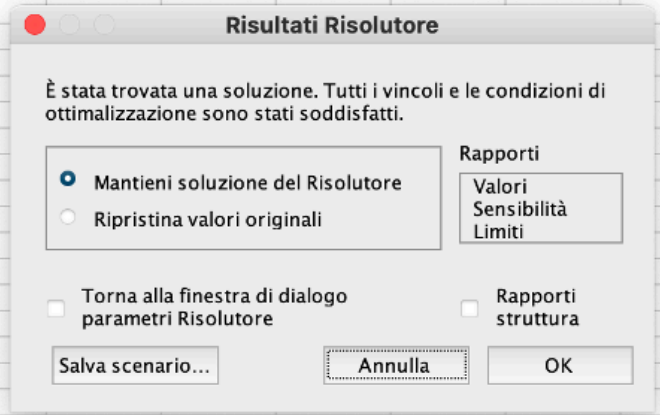 Risultati Risolutore
È stata trovata una soluzione. Tutti i vincoli e le condizioni di
ottimalizzazione sono stati soddisfatti.
Mantieni soluzione del Risolutore
Ripristina valori originali
Rapporti
Valori
Sensibilità
Limiti
Torna alla finestra di dialogo
parametri Risolutore
Rapporti
struttura
Salva scenario...
Annulla
OK